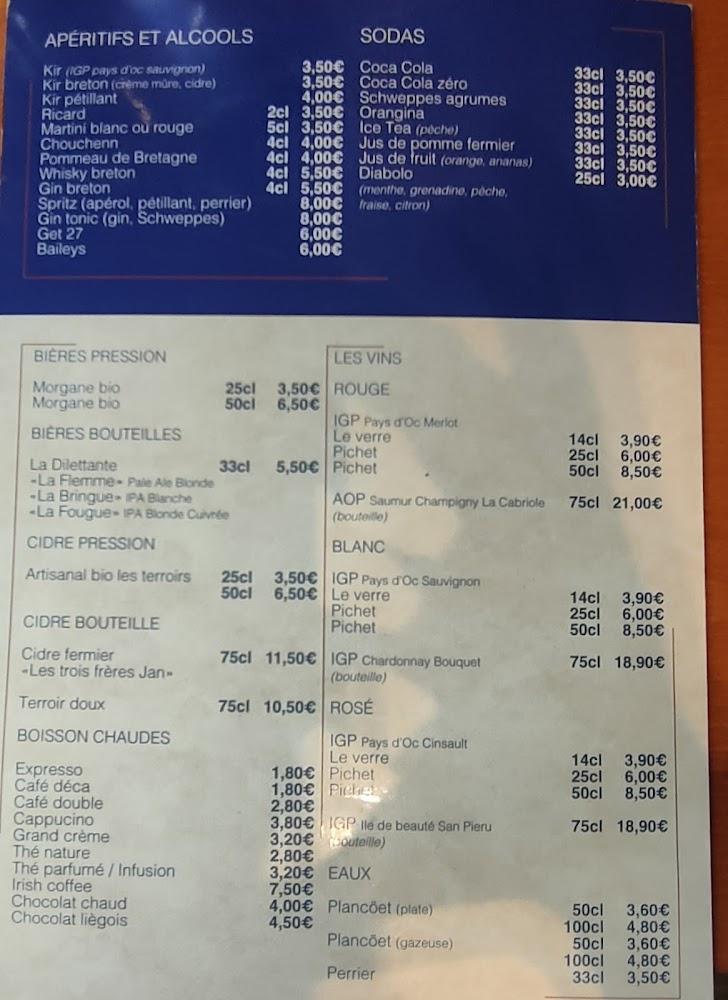 APÉRITIFS ET ALCOOLS
Kir (IGP pays d'oc sauvignon) 3,50€
Kir breton (crème mûre, cidre) 3,50€
Kir pétillant 4,00€
Ricard 2cl 3,50€
Martini blanc ou rouge 5cl 3,50€
Chouchenn 4cl 4,00€
Pommeau de Bretagne 4cl 4,00€
Whisky breton 4cl 5,50€
Gin breton 4cl 5,50€
Spritz (apérol, pétillant, perrier) 8,00€
Gin tonic (gin, Schweppes) 8,00€
Get 27 6,00€
Baileys 6,00€
SODAS
Coca Cola 33cl 3,50€
Coca Cola zéro 33cl 3,50€
Schweppes agrumes 33cl 3,50€
Orangina 33cl 3,50€
Ice Tea (pêche) 33cl 3,50€
Jus de pomme fermier 33cl 3,50€
Jus de fruit (orange, ananas) 33cl 3,50€
Diabolo 25cl 3,00€
(menthe, grenadine, pêche,
fraise, citron)
BIÈRES PRESSION
Morgane bio 25cl 3,50€
Morgane bio 50cl 6,50€
BIÈRES BOUTEILLES
La Dilettante 33cl 5,50€
«La Flemme» Pale Ale Blonde
«La Bringue» IPA Blanche
«La Fougue» IPA Blonde Cuivrée
CIDRE PRESSION
Artisanal bio les terroirs 25cl 3,50€
50cl 6,50€
CIDRE BOUTEILLE
Cidre fermier 75cl 11,50€
«Les trois frères Jan»
Terroir doux 75cl 10,50€
BOISSON CHAUDES
Expresso 1,80€
Café déca 1,80€
Café double 2,80€
Cappucino 3,80€
Grand crème 3,20€
Thé nature 2,80€
Thé parfumé / Infusion 3,20€
Irish coffee 7,50€
Chocolat chaud 4,00€
Chocolat liègois 4,50€
LES VINS
ROUGE
IGP Pays d'Oc Merlot
Le verre 14cl 3,90€
Pichet 25cl 6,00€
Pichet 50cl 8,50€
AOP Saumur Champigny La Cabriole 75cl 21,00€
(bouteille)
BLANC
IGP Pays d'Oc Sauvignon
Le verre 14cl 3,90€
Pichet 25cl 6,00€
Pichet 50cl 8,50€
IGP Chardonnay Bouquet 75cl 18,90€
(bouteille)
ROSÉ
IGP Pays d'Oc Cinsault
Le verre 14cl 3,90€
Pichet 25cl 6,00€
Pichet 50cl 8,50€
IGP Ile de beauté San Pieru 75cl 18,90€
(bouteille)
EAUX
Plancöet (plate) 50cl 3,60€
100cl 4,80€
Plancöet (gazeuse) 50cl 3,60€
100cl 4,80€
Perrier 33cl 3,50€